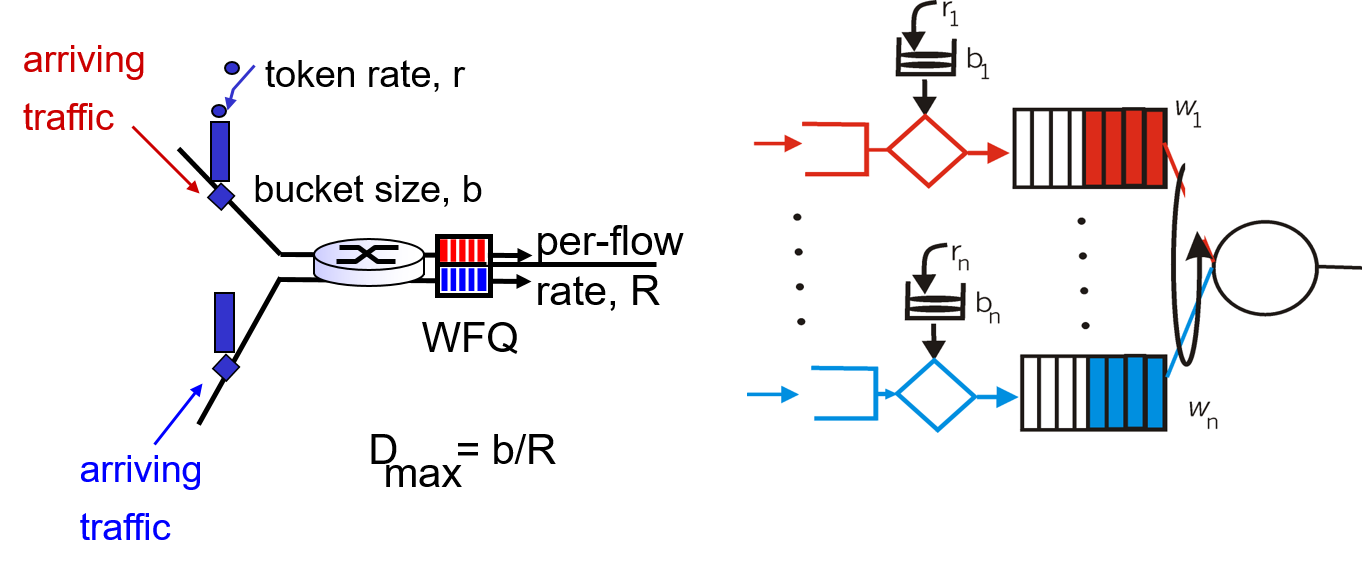 arriving
traffic
token rate, r
bucket size, b
per-flow
rate, R
WFQ
D = b/R
max
arriving
traffic
r1
b1
w1
rn
bn
wn